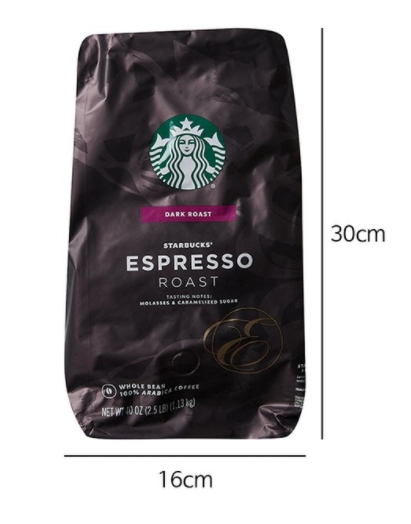 DARK ROAST
STARBUCKS®
ESPRESSO
ROAST
TASTING NOTES:
MOLASSES & CARAMELIZED SUGAR
E
WHOLE BEAN
100% ARABICA COFFEE
NET WT 40 OZ (2.5 LB) (1.13 kg)
30cm
16cm